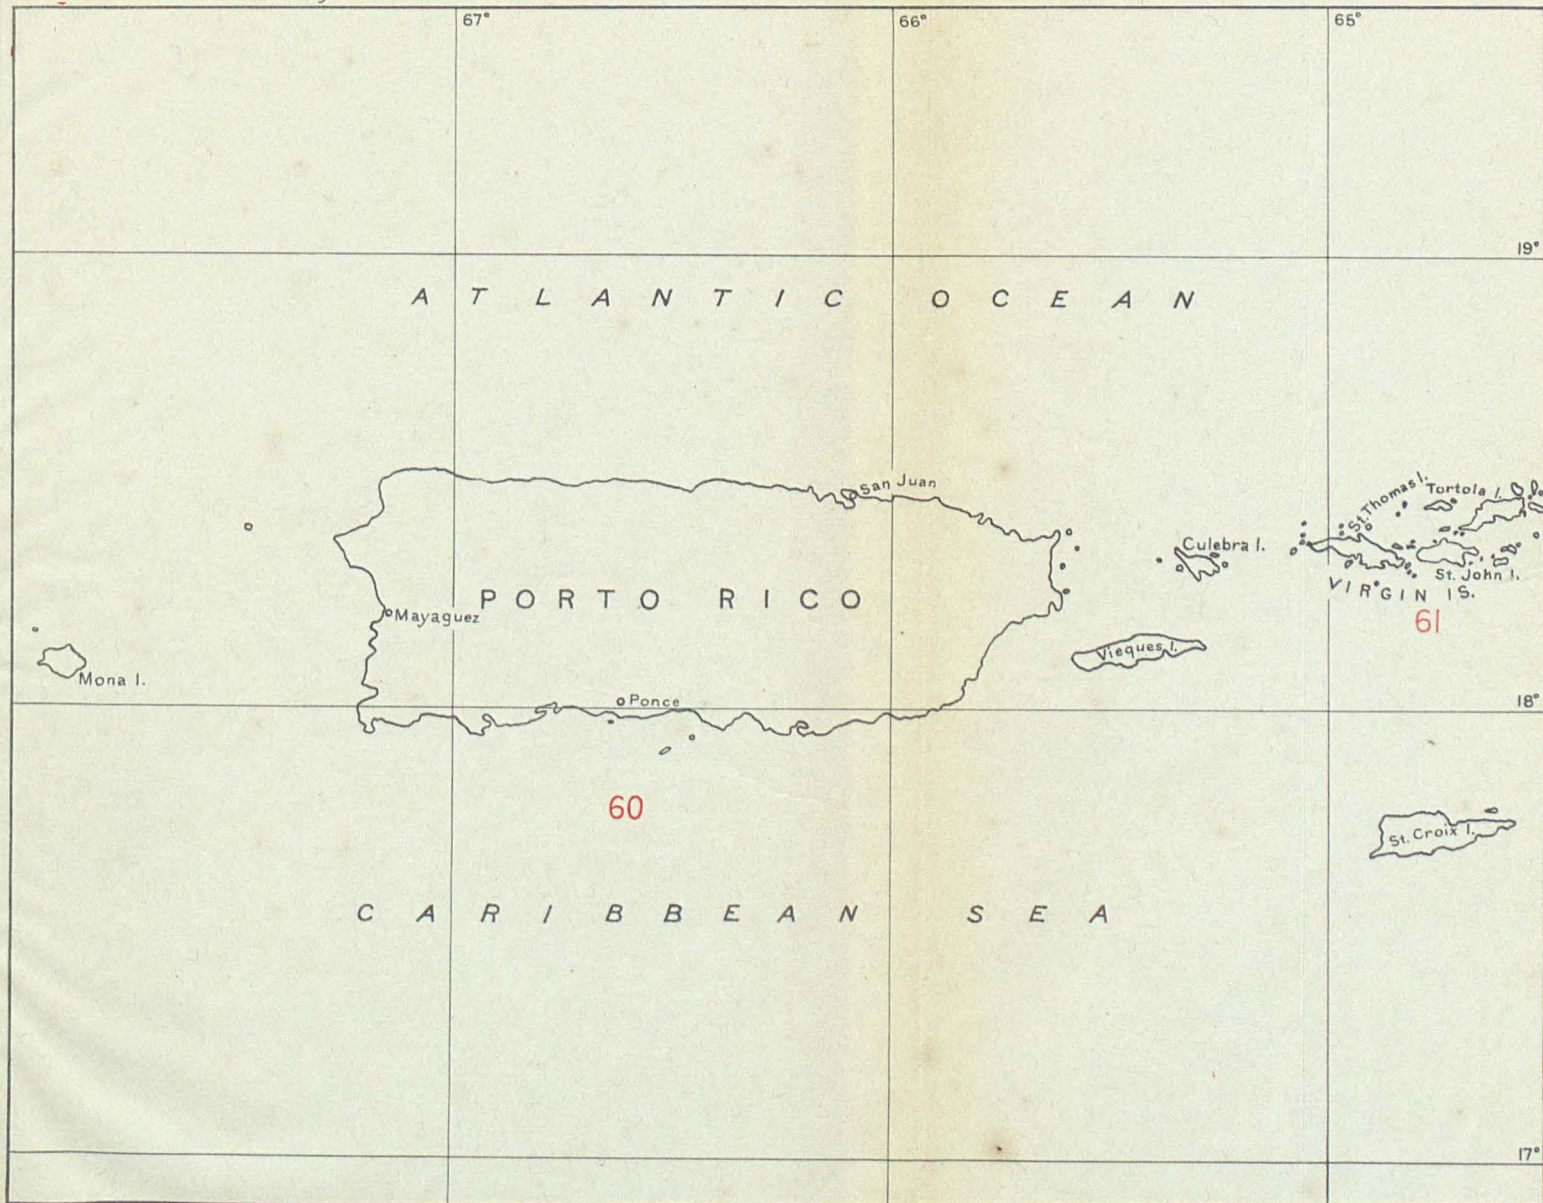 67°
66°
65°
19°
ATLANTIC OCEAN
San Juan
St. Thomas I.
Tortola I.
Culebra I.
St. John I.
VIRGIN IS.
PORTO RICO
Mayaguez
61
Vieques I.
Mona I.
Ponce
18°
60
St. Croix I.
CARIBBEAN SEA
17°